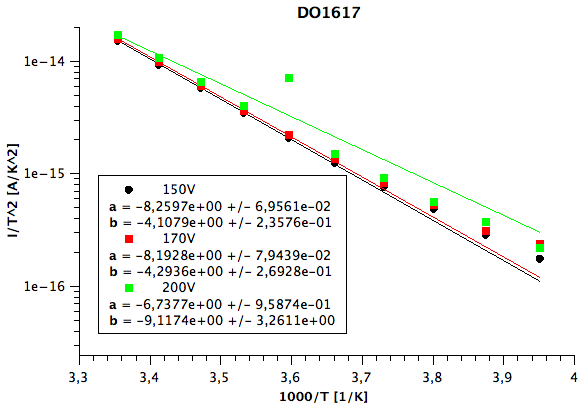 DO1617
1e-14
1e-15
1e-16
I/T^2 [A/K^2]
150V
a = -8,2597e+00 +/- 6,9561e-02
b = -4,1079e+00 +/- 2,3576e-01
170V
a = -8,1928e+00 +/- 7,9439e-02
b = -4,2936e+00 +/- 2,6928e-01
200V
a = -6,7377e+00 +/- 9,5874e-01
b = -9,1174e+00 +/- 3,2611e+00
3,3 3,4 3,5 3,6 3,7 3,8 3,9 4
1000/T [1/K]